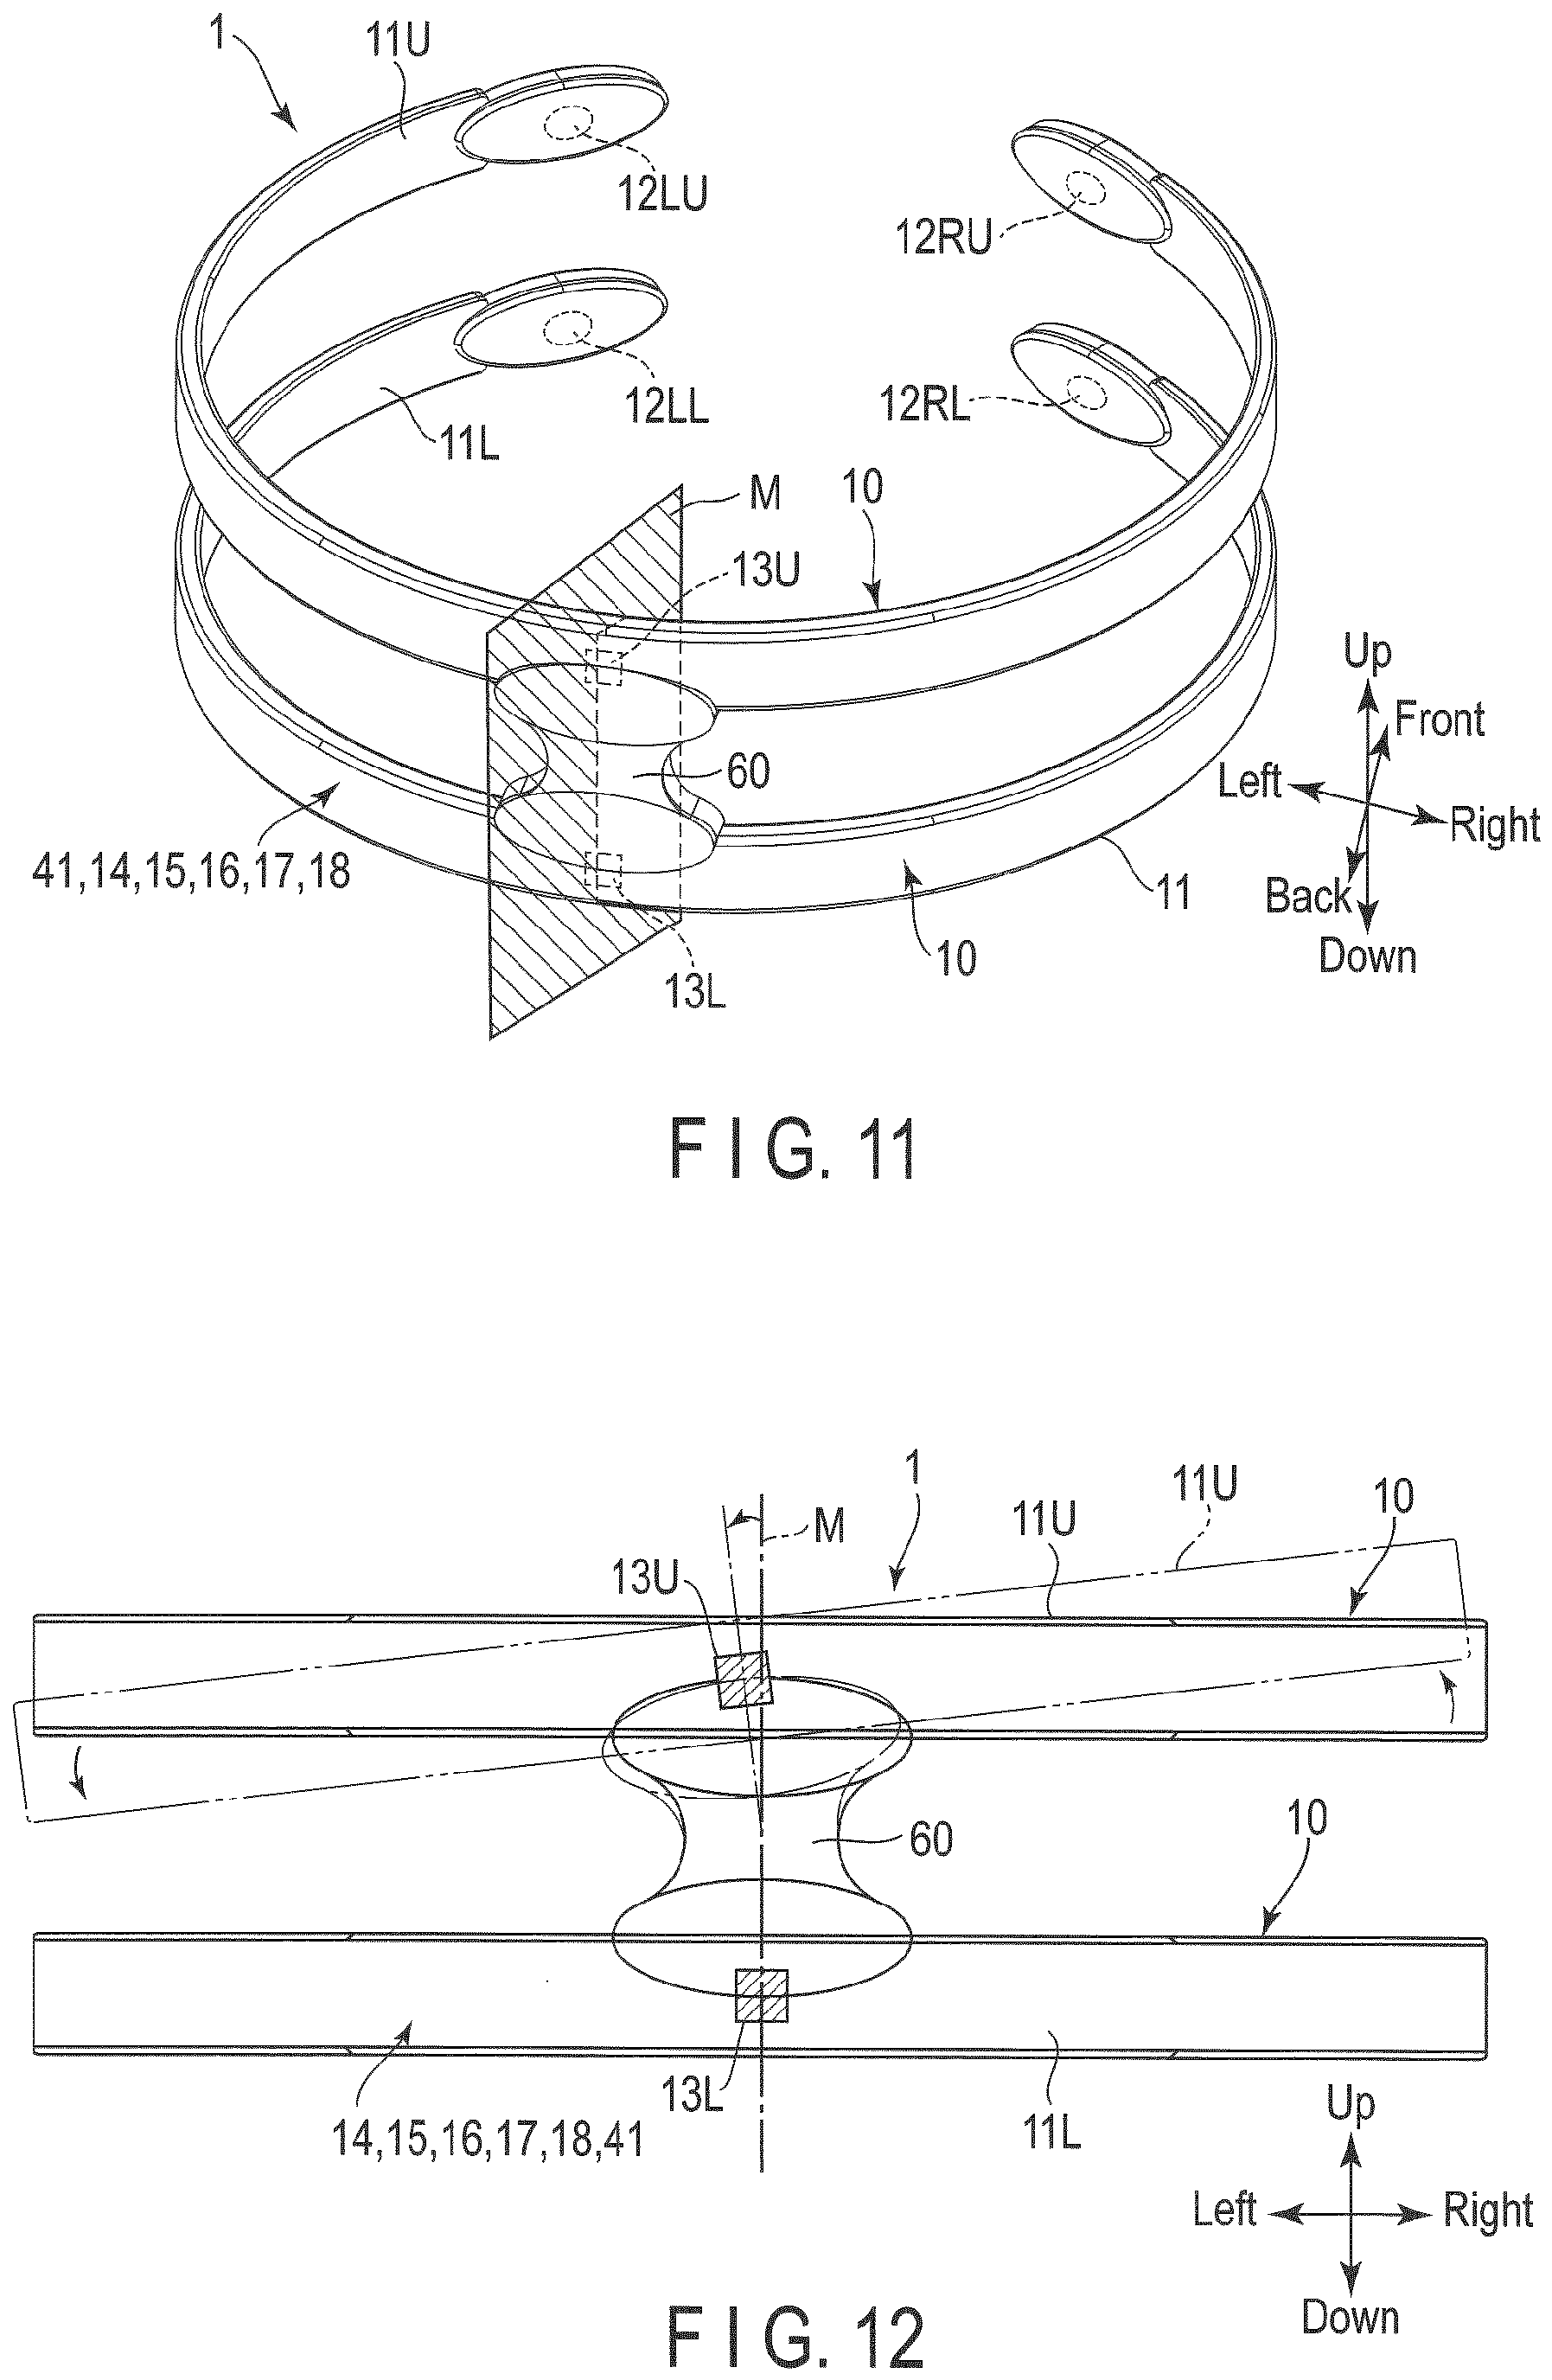 1
11U
12LU
12RU
12LL
12RL
11L
M
10
13U
Up
Front
60
Left
Right
41,14,15,16,17,18
11
Back
10
Down
13L
FIG. 11
1
11U
10
M
11U
13U
60
10
13L
14,15,16,17,18,41
11L
Up
Left
Right
Down
FIG. 12